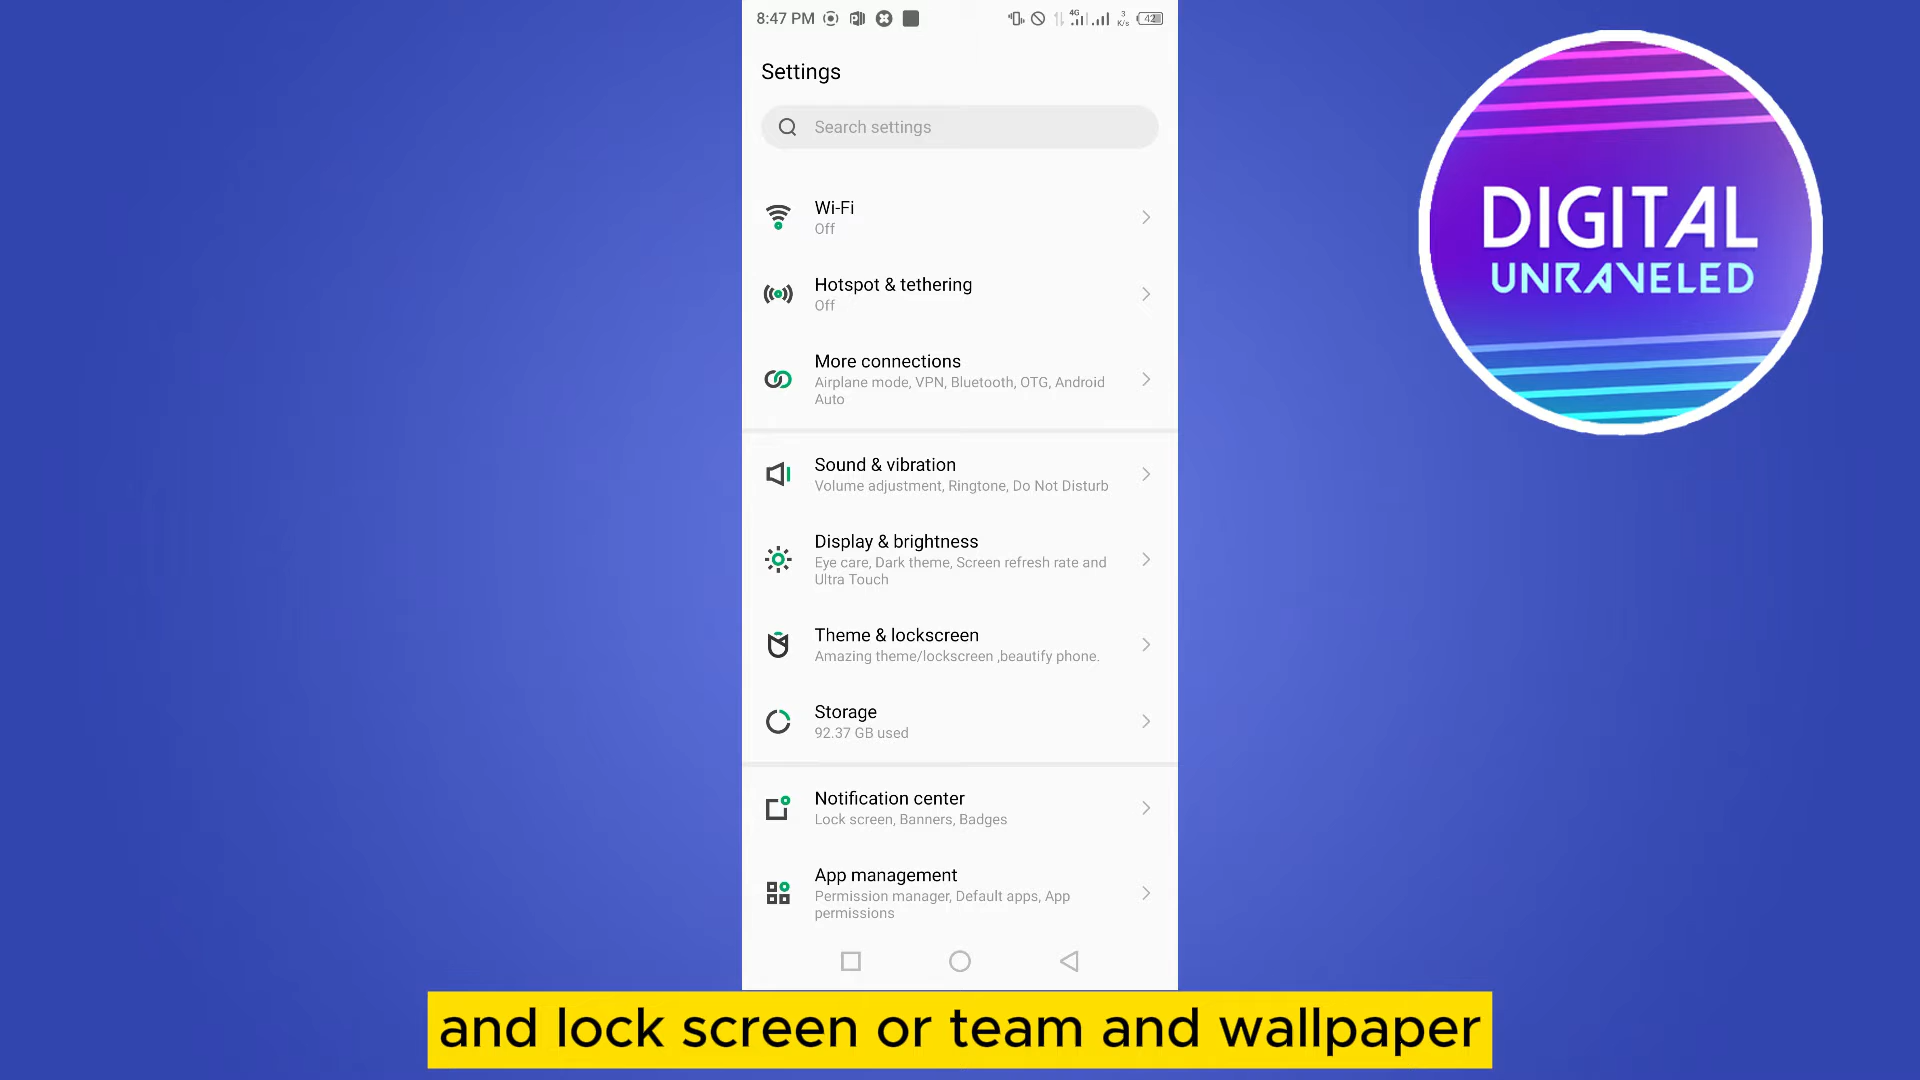 8:47 PM
4G
3
K/s
42
Settings
Search settings
Wi-Fi
Off
Hotspot & tethering
Off
More connections
Airplane mode, VPN, Bluetooth, OTG, Android
Auto
Sound & vibration
Volume adjustment, Ringtone, Do Not Disturb
Display & brightness
Eye care, Dark theme, Screen refresh rate and
Ultra Touch
Theme & lockscreen
Amazing theme/lockscreen ,beautify phone.
Storage
92.37 GB used
Notification center
Lock screen, Banners, Badges
App management
Permission manager, Default apps, App
permissions
DIGITAL
UNRAVELED
and lock screen or team and wallpaper